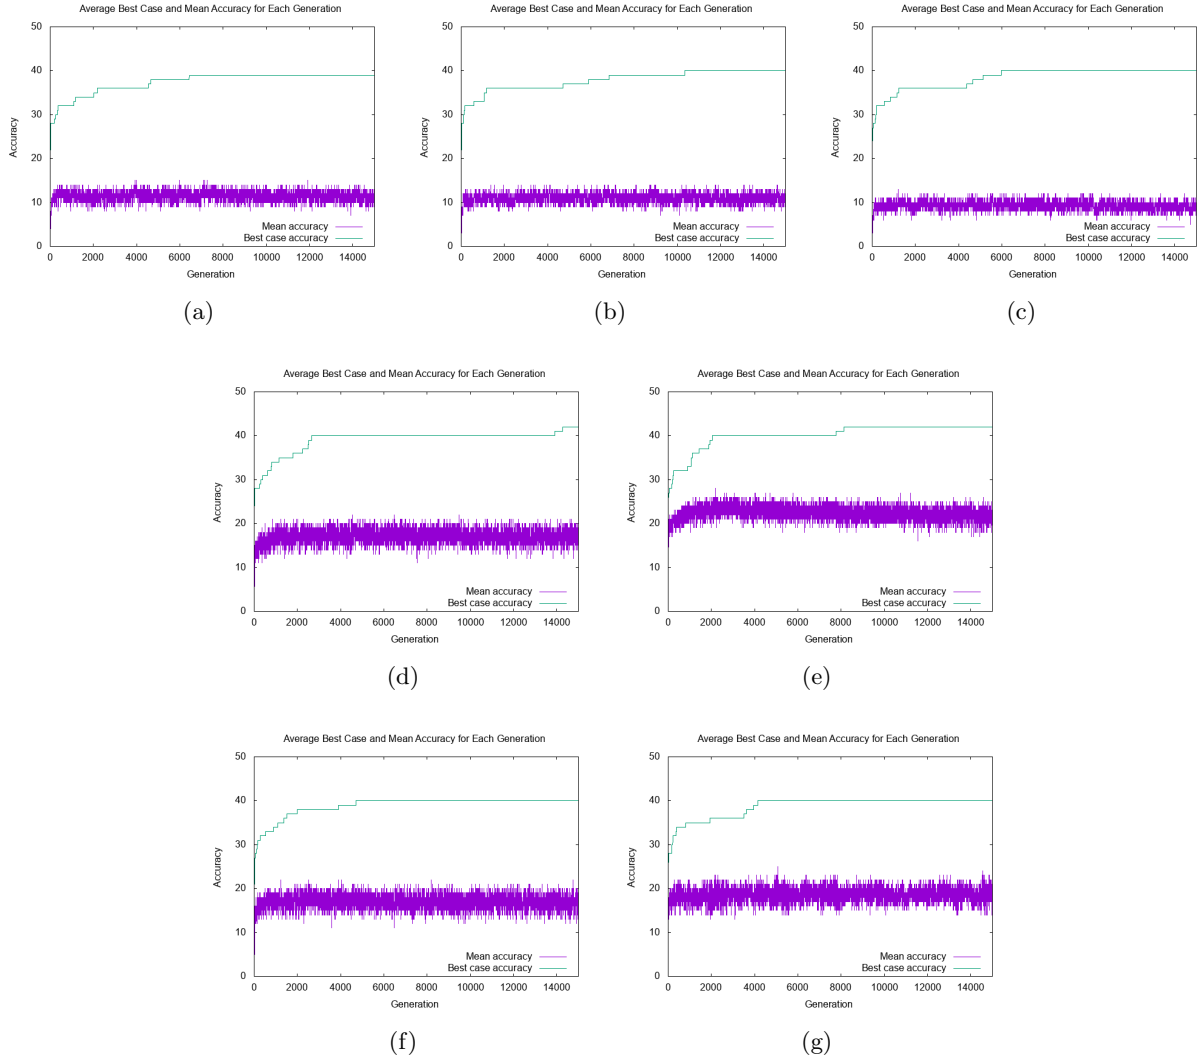 Average Best Case and Mean Accuracy for Each Generation
50
40
30
20
10
0
Accuracy
Mean accuracy
Best case accuracy
0 2000 4000 6000 8000 10000 12000 14000
Generation
(a)
Average Best Case and Mean Accuracy for Each Generation
50
40
30
20
10
0
Accuracy
Mean accuracy
Best case accuracy
0 2000 4000 6000 8000 10000 12000 14000
Generation
(b)
Average Best Case and Mean Accuracy for Each Generation
50
40
30
20
10
0
Accuracy
Mean accuracy
Best case accuracy
0 2000 4000 6000 8000 10000 12000 14000
Generation
(c)
Average Best Case and Mean Accuracy for Each Generation
50
40
30
20
10
0
Accuracy
Mean accuracy
Best case accuracy
0 2000 4000 6000 8000 10000 12000 14000
Generation
(d)
Average Best Case and Mean Accuracy for Each Generation
50
40
30
20
10
0
Accuracy
Mean accuracy
Best case accuracy
0 2000 4000 6000 8000 10000 12000 14000
Generation
(e)
Average Best Case and Mean Accuracy for Each Generation
50
40
30
20
10
0
Accuracy
Mean accuracy
Best case accuracy
0 2000 4000 6000 8000 10000 12000 14000
Generation
(f)
Average Best Case and Mean Accuracy for Each Generation
50
40
30
20
10
0
Accuracy
Mean accuracy
Best case accuracy
0 2000 4000 6000 8000 10000 12000 14000
Generation
(g)